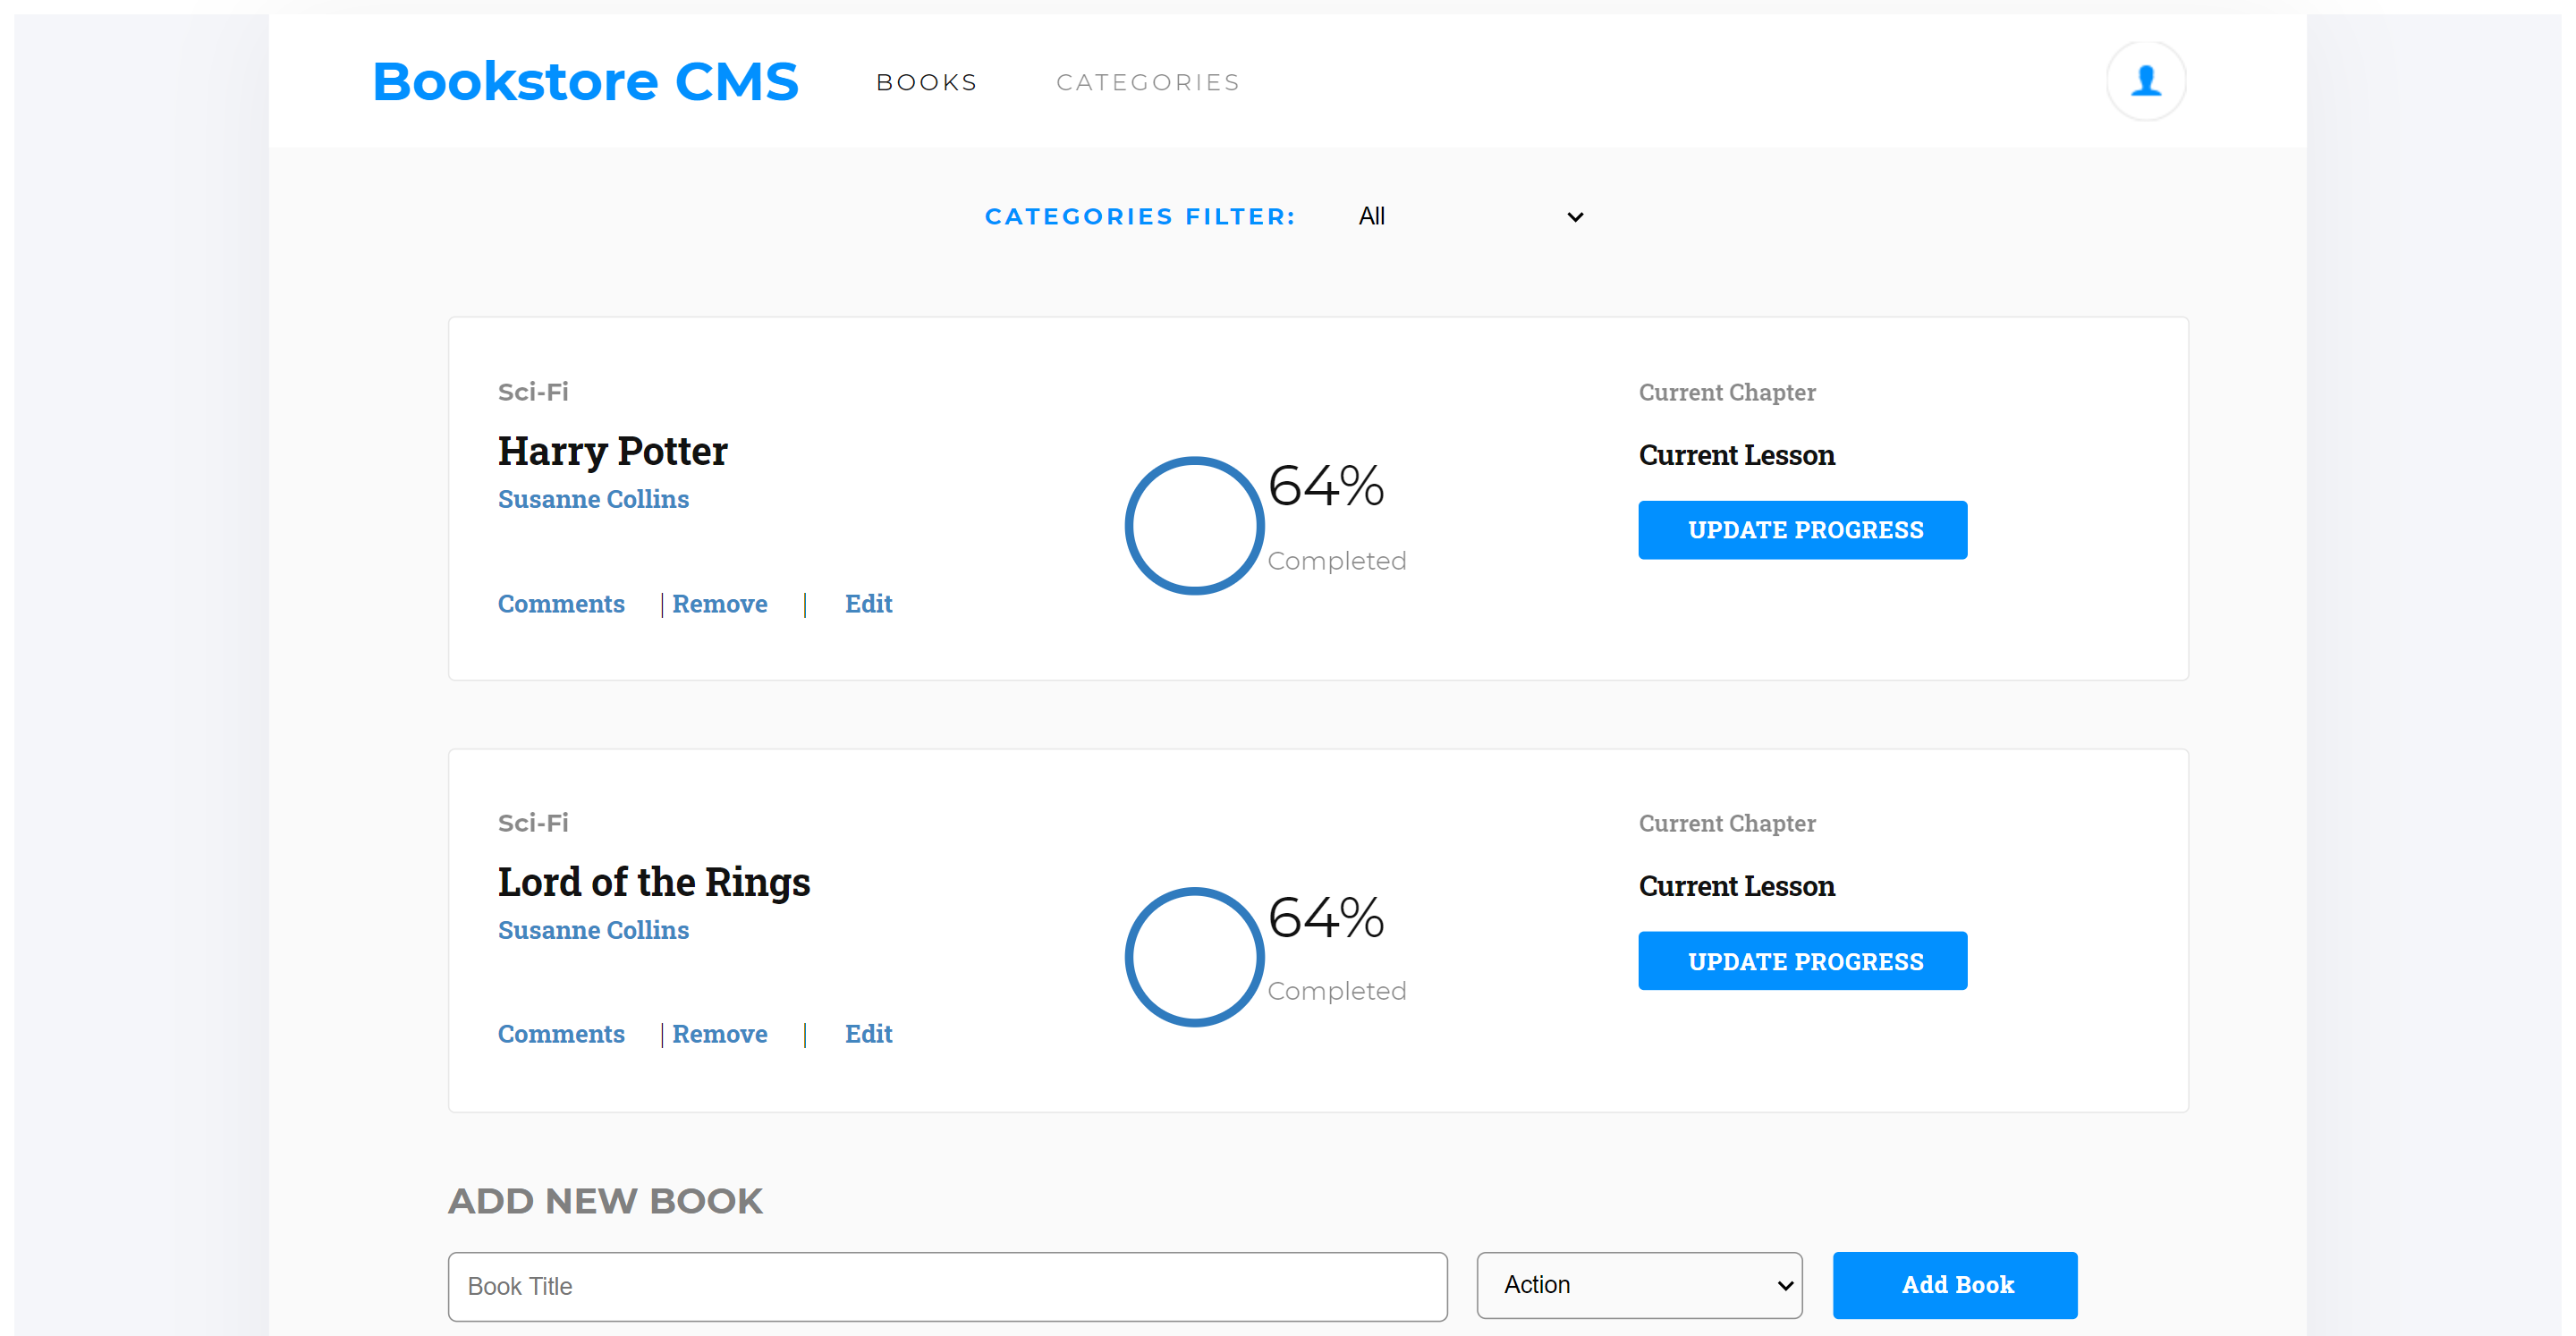 Bookstore CMS BOOKS CATEGORIES
CATEGORIES FILTER: All
Sci-Fi
Harry Potter
Susanne Collins
Comments | Remove | Edit
64%
Completed
Current Chapter
Current Lesson
UPDATE PROGRESS
Sci-Fi
Lord of the Rings
Susanne Collins
Comments | Remove | Edit
64%
Completed
Current Chapter
Current Lesson
UPDATE PROGRESS
ADD NEW BOOK
Book Title Action Add Book